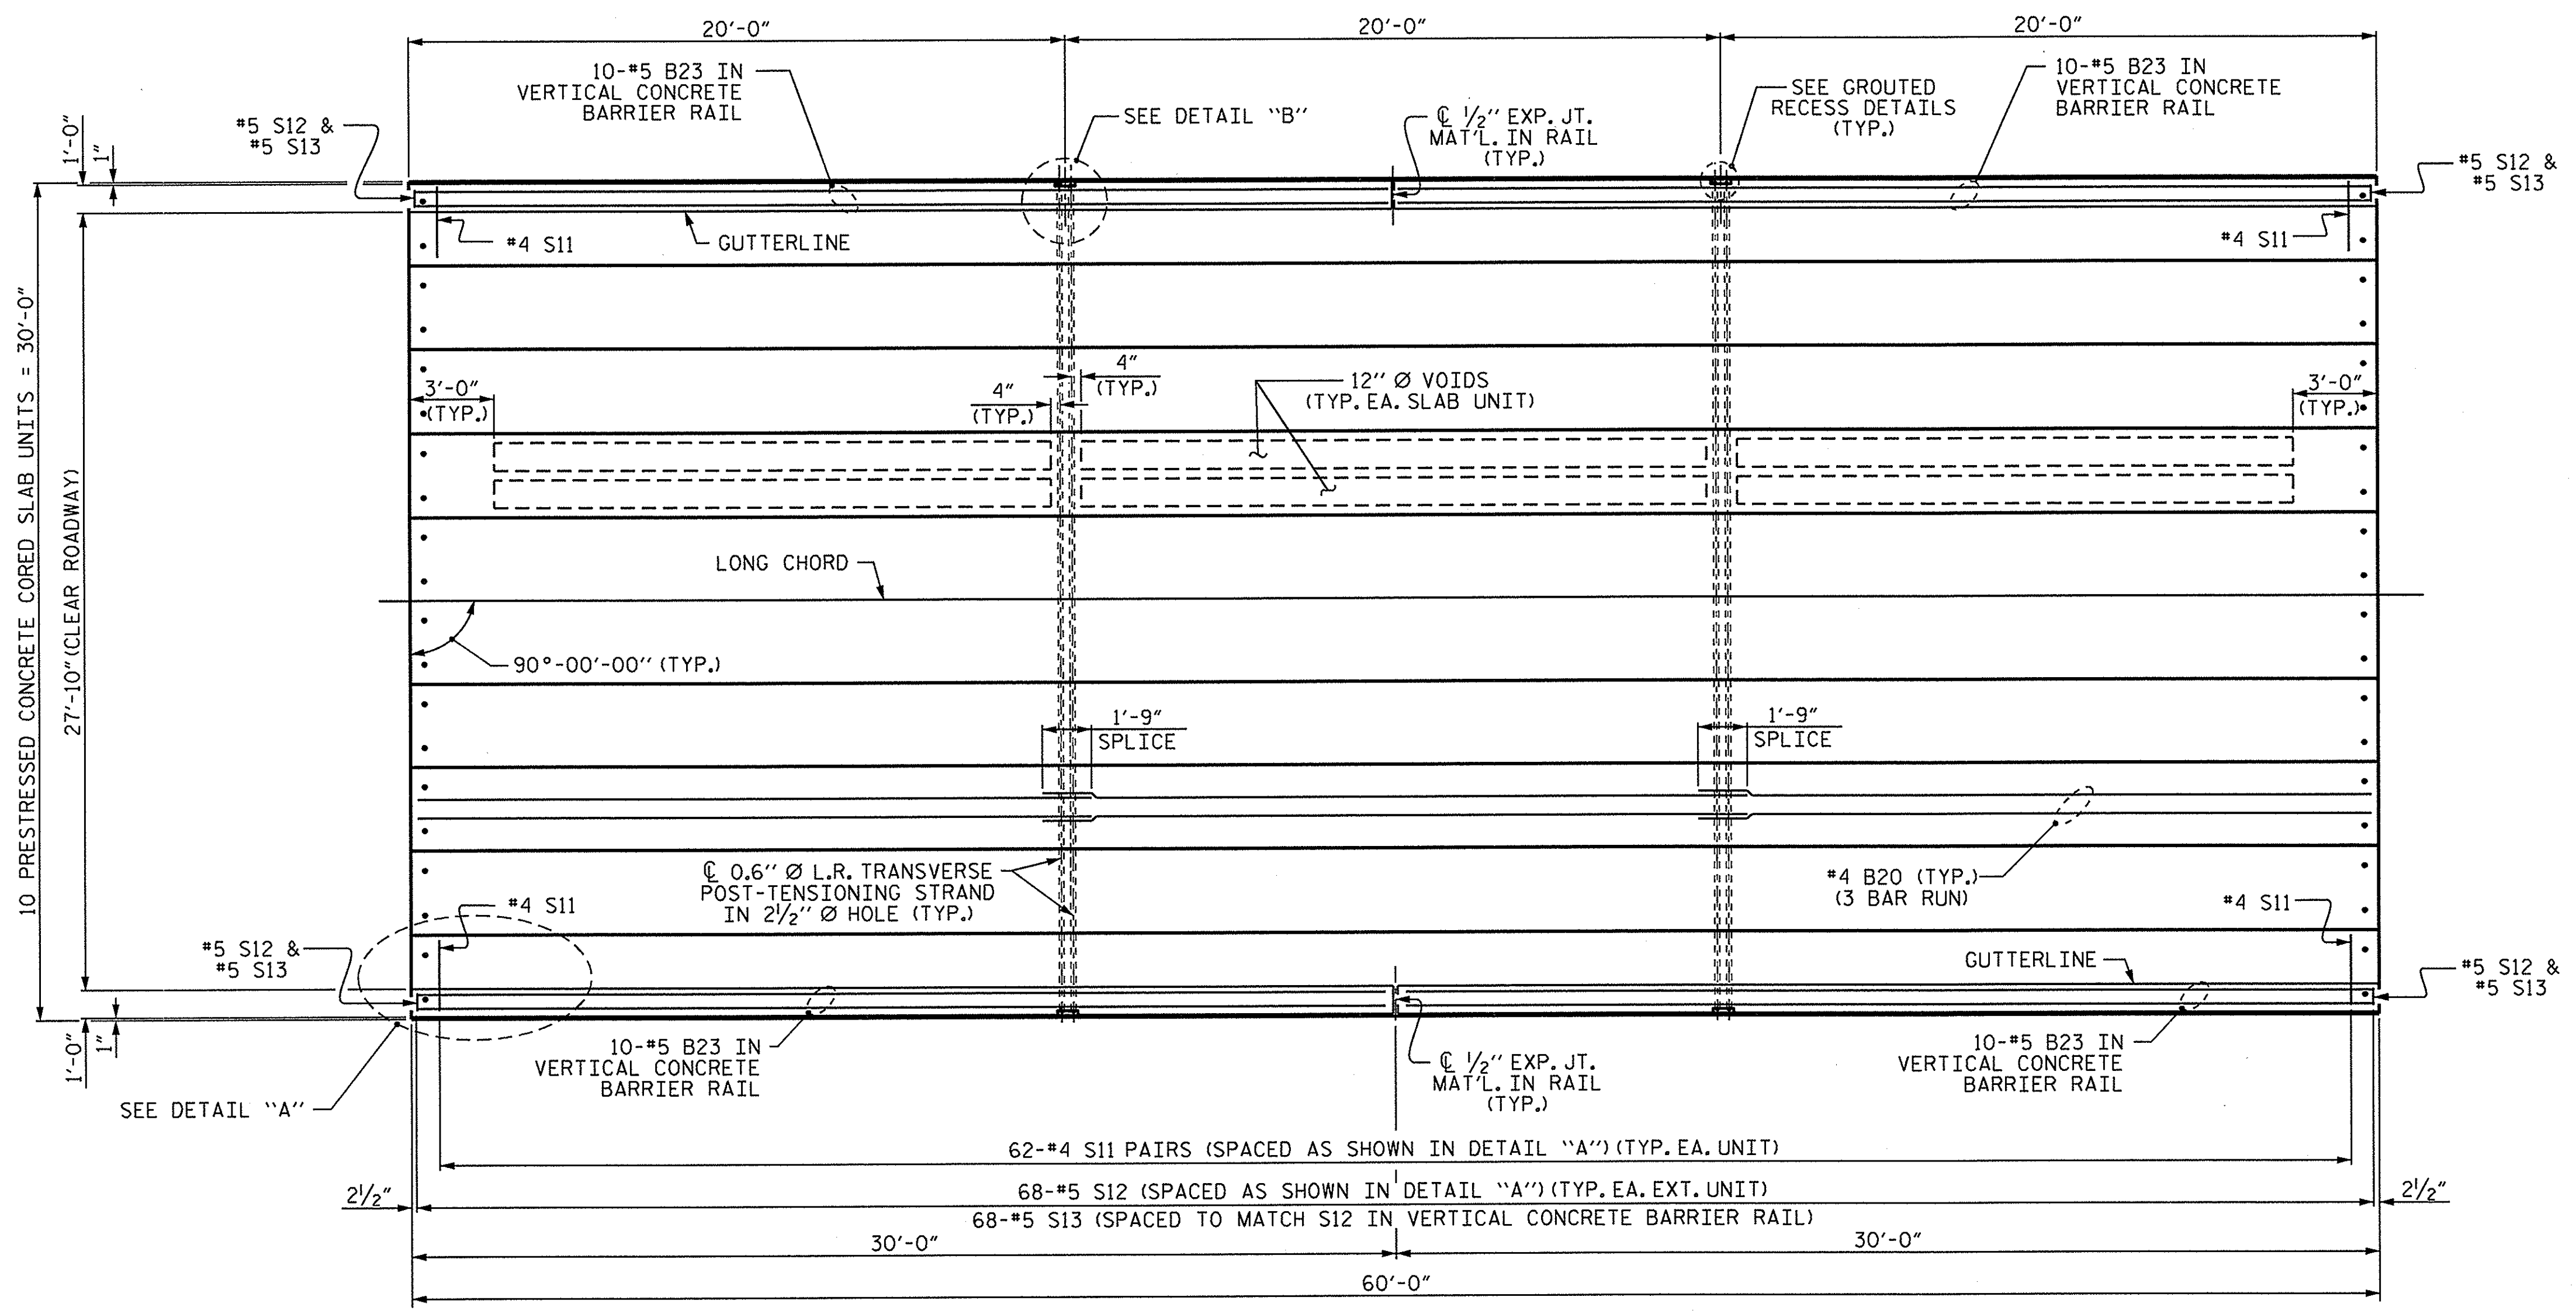 20'-0"
20'-0"
20'-0"
10-#5 B23 IN
VERTICAL CONCRETE
BARRIER RAIL
SEE DETAIL "B"
℄ 1/2" EXP. JT.
MAT'L. IN RAIL
(TYP.)
SEE GROUTED
RECESS DETAILS
(TYP.)
10-#5 B23 IN
VERTICAL CONCRETE
BARRIER RAIL
1'-0"
1"
#5 S12 &
#5 S13
#5 S12 &
#5 S13
#4 S11
GUTTERLINE
#4 S11
10 PRESTRESSED CONCRETE CORED SLAB UNITS = 30'-0"
27'-10" (CLEAR ROADWAY)
3'-0"
(TYP.)
4"
(TYP.)
4"
(TYP.)
12" Ø VOIDS
(TYP. EA. SLAB UNIT)
3'-0"
(TYP.)
LONG CHORD
90°-00'-00" (TYP.)
1'-9"
SPLICE
1'-9"
SPLICE
℄ 0.6" Ø L.R. TRANSVERSE
POST-TENSIONING STRAND
IN 2 1/2" Ø HOLE (TYP.)
#4 B20 (TYP.)
(3 BAR RUN)
#4 S11
#4 S11
#5 S12 &
#5 S13
GUTTERLINE
#5 S12 &
#5 S13
1'-0"
1"
10-#5 B23 IN
VERTICAL CONCRETE
BARRIER RAIL
℄ 1/2" EXP. JT.
MAT'L. IN RAIL
(TYP.)
10-#5 B23 IN
VERTICAL CONCRETE
BARRIER RAIL
SEE DETAIL "A"
62-#4 S11 PAIRS (SPACED AS SHOWN IN DETAIL "A") (TYP. EA. UNIT)
2 1/2"
68-#5 S12 (SPACED AS SHOWN IN DETAIL "A") (TYP. EA. EXT. UNIT)
2 1/2"
68-#5 S13 (SPACED TO MATCH S12 IN VERTICAL CONCRETE BARRIER RAIL)
30'-0"
30'-0"
60'-0"